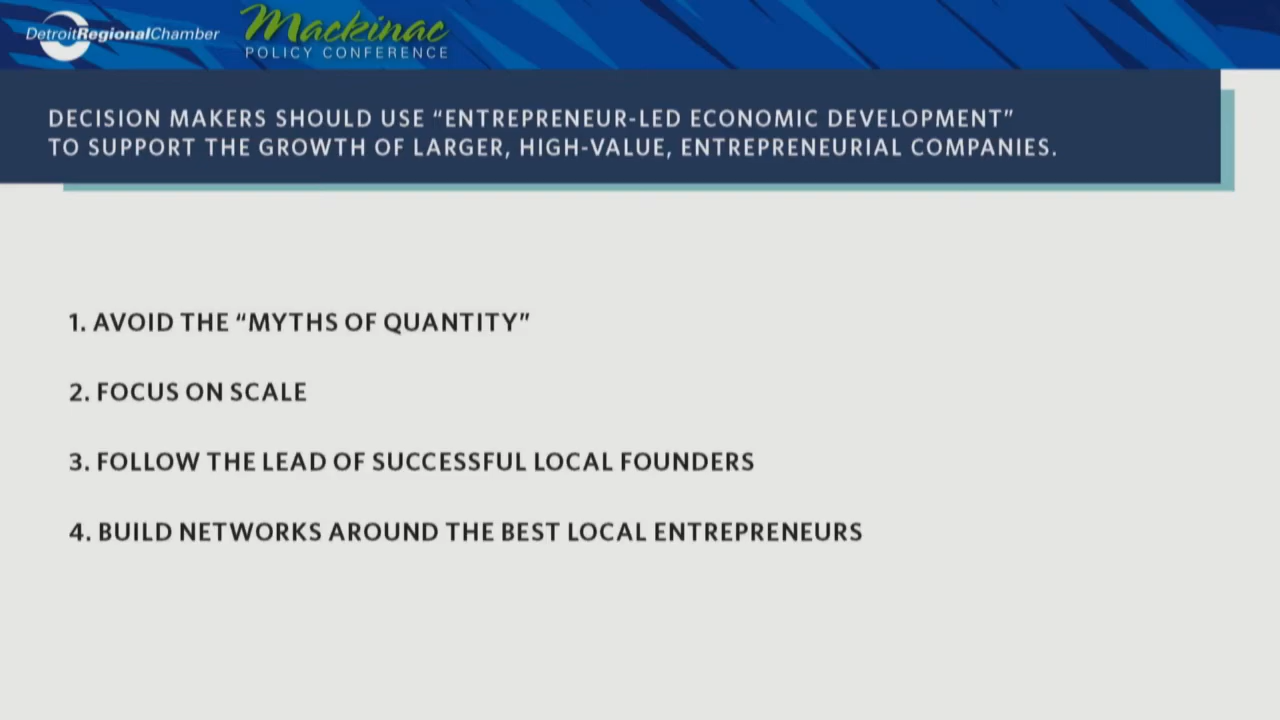 DetroitRegionalChamber
Mackinac
POLICY CONFERENCE
DECISION MAKERS SHOULD USE “ENTREPRENEUR-LED ECONOMIC DEVELOPMENT”
TO SUPPORT THE GROWTH OF LARGER, HIGH-VALUE, ENTREPRENEURIAL COMPANIES.
1. AVOID THE “MYTHS OF QUANTITY”
2. FOCUS ON SCALE
3. FOLLOW THE LEAD OF SUCCESSFUL LOCAL FOUNDERS
4. BUILD NETWORKS AROUND THE BEST LOCAL ENTREPRENEURS